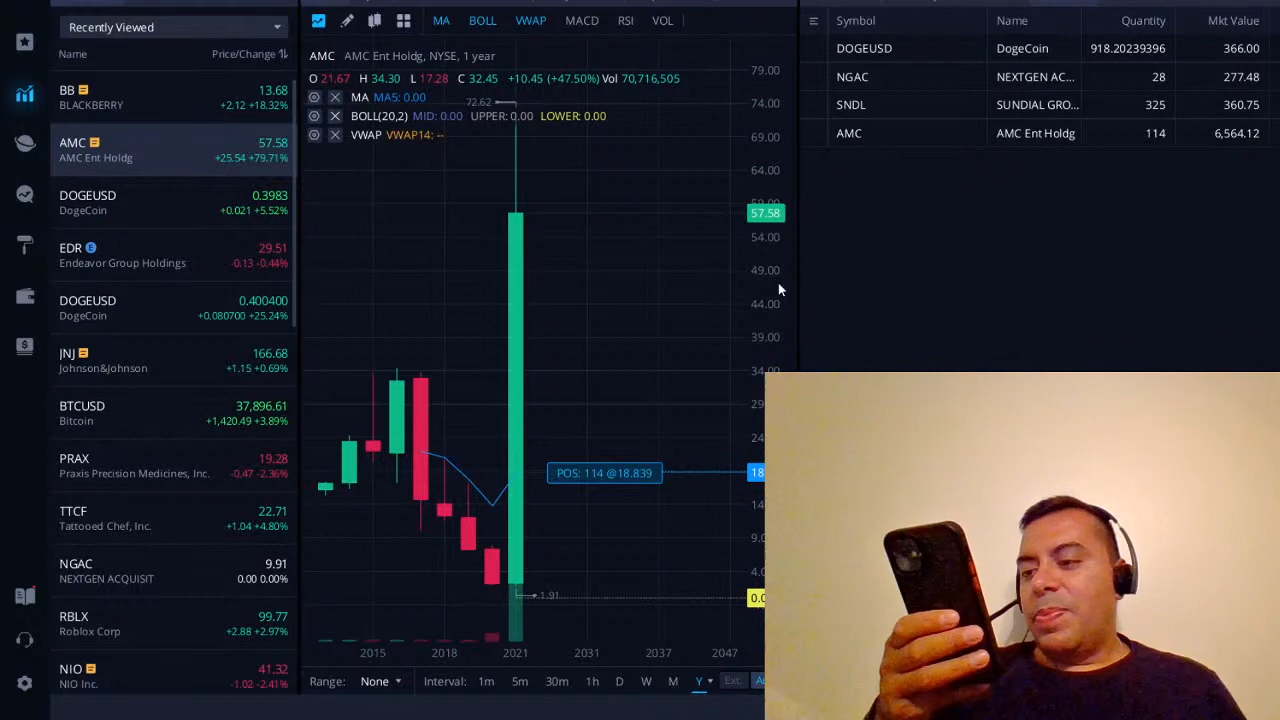 Recently Viewed
Name Price/Change
BB 13.68
BLACKBERRY +2.12 +18.32%
AMC 57.58
AMC Ent Holdg +25.54 +79.71%
DOGEUSD 0.3983
DogeCoin +0.021 +5.52%
EDR E 29.51
Endeavor Group Holdings -0.13 -0.44%
DOGEUSD 0.400400
DogeCoin +0.080700 +25.24%
JNJ 166.68
Johnson&Johnson +1.15 +0.69%
BTCUSD 37,896.61
Bitcoin +1,420.49 +3.89%
PRAX 19.28
Praxis Precision Medicines, Inc. -0.47 -2.36%
TTCF 22.71
Tattooed Chef, Inc. +1.04 +4.80%
NGAC 9.91
NEXTGEN ACQUISIT 0.00 0.00%
RBLX 99.77
Roblox Corp +2.88 +2.97%
NIO 41.32
NIO Inc. -1.02 -2.41%
MA BOLL VWAP MACD RSI VOL
AMC AMC Ent Holdg, NYSE, 1 year
O 21.67 H 34.30 L 17.28 C 32.45 +10.45 (+47.50%) Vol 70,716,505
MA MA5: 0.00
72.62
BOLL(20,2) MID: 0.00 UPPER: 0.00 LOWER: 0.00
VWAP VWAP14: --
79.00
74.00
69.00
64.00
57.58
54.00
49.00
44.00
39.00
34.00
24
POS: 114 @18.839
18
14
9.0
4.0
1.91
0.0
2015 2018 2021 2031 2037 2047
Range: None Interval: 1m 5m 30m 1h D W M Y Ext
Symbol Name Quantity Mkt Value
DOGEUSD DogeCoin 918.20239396 366.00
NGAC NEXTGEN AC... 28 277.48
SNDL SUNDIAL GRO... 325 360.75
AMC AMC Ent Holdg 114 6,564.12